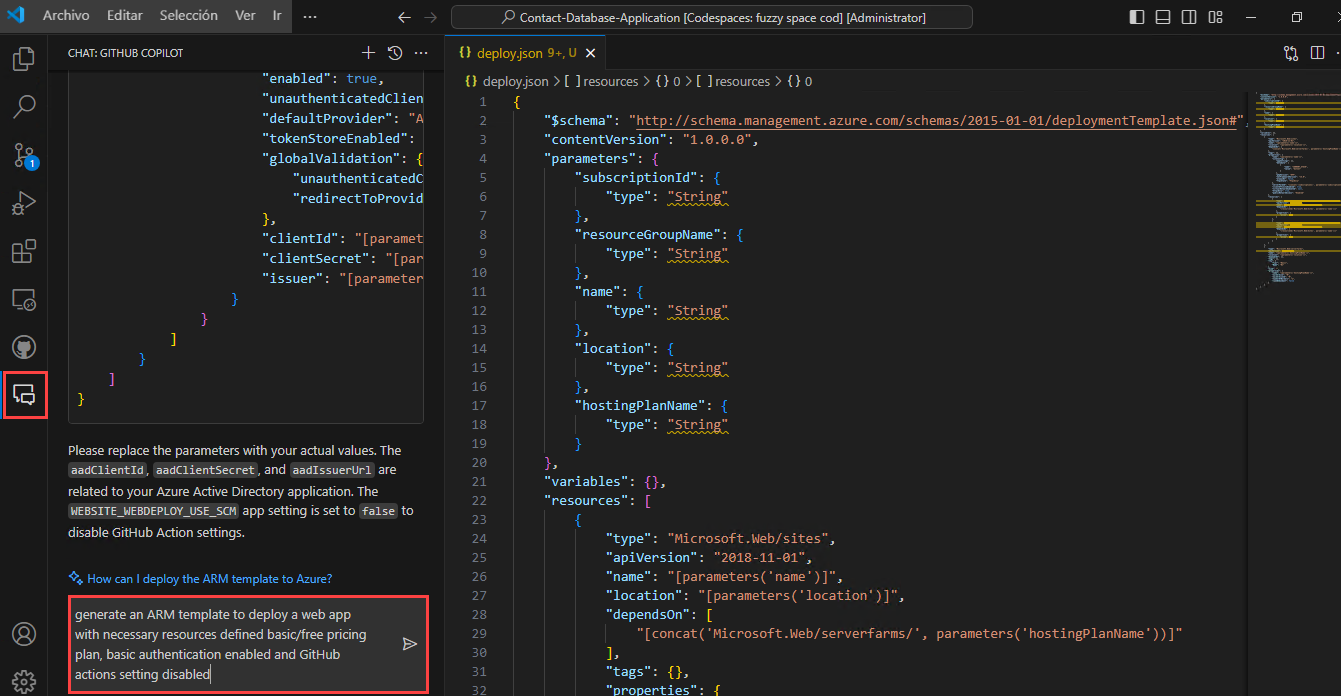 Archivo Editar Selección Ver Ir ···
Contact-Database-Application [Codespaces: fuzzy space cod] [Administrator]
CHAT: GITHUB COPILOT
"enabled": true,
"unauthenticatedClien
"defaultProvider": "A
"tokenStoreEnabled":
"globalValidation": {
"unauthenticatedC
"redirectToProvid
},
"clientId": "[paramet
"clientSecret": "[par
"issuer": "[parameter
}
}
]
}
]
}
Please replace the parameters with your actual values. The
aadClientId, aadClientSecret, and aadIssuerUrl are
related to your Azure Active Directory application. The
WEBSITE_WEBDEPLOY_USE_SCM app setting is set to false to
disable GitHub Action settings.
How can I deploy the ARM template to Azure?
generate an ARM template to deploy a web app
with necessary resources defined basic/free pricing
plan, basic authentication enabled and GitHub
actions setting disabled
1
{} deploy.json 9+, U
{} deploy.json > [ ] resources > {} 0 > [ ] resources > {} 0
1 {
2 "$schema": "http://schema.management.azure.com/schemas/2015-01-01/deploymentTemplate.json#",
3 "contentVersion": "1.0.0.0",
4 "parameters": {
5 "subscriptionId": {
6 "type": "String"
7 },
8 "resourceGroupName": {
9 "type": "String"
10 },
11 "name": {
12 "type": "String"
13 },
14 "location": {
15 "type": "String"
16 },
17 "hostingPlanName": {
18 "type": "String"
19 }
20 },
21 "variables": {},
22 "resources": [
23 {
24 "type": "Microsoft.Web/sites",
25 "apiVersion": "2018-11-01",
26 "name": "[parameters('name')]",
27 "location": "[parameters('location')]",
28 "dependsOn": [
29 "[concat('Microsoft.Web/serverfarms/', parameters('hostingPlanName'))]"
30 ],
31 "tags": {},
32 "properties": {